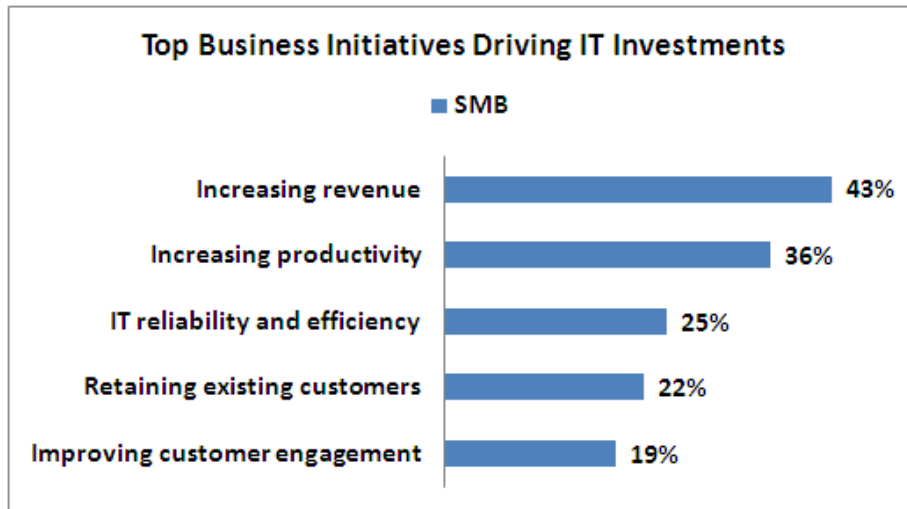 Top Business Initiatives Driving IT Investments
SMB
Increasing revenue 43%
Increasing productivity 36%
IT reliability and efficiency 25%
Retaining existing customers 22%
Improving customer engagement 19%